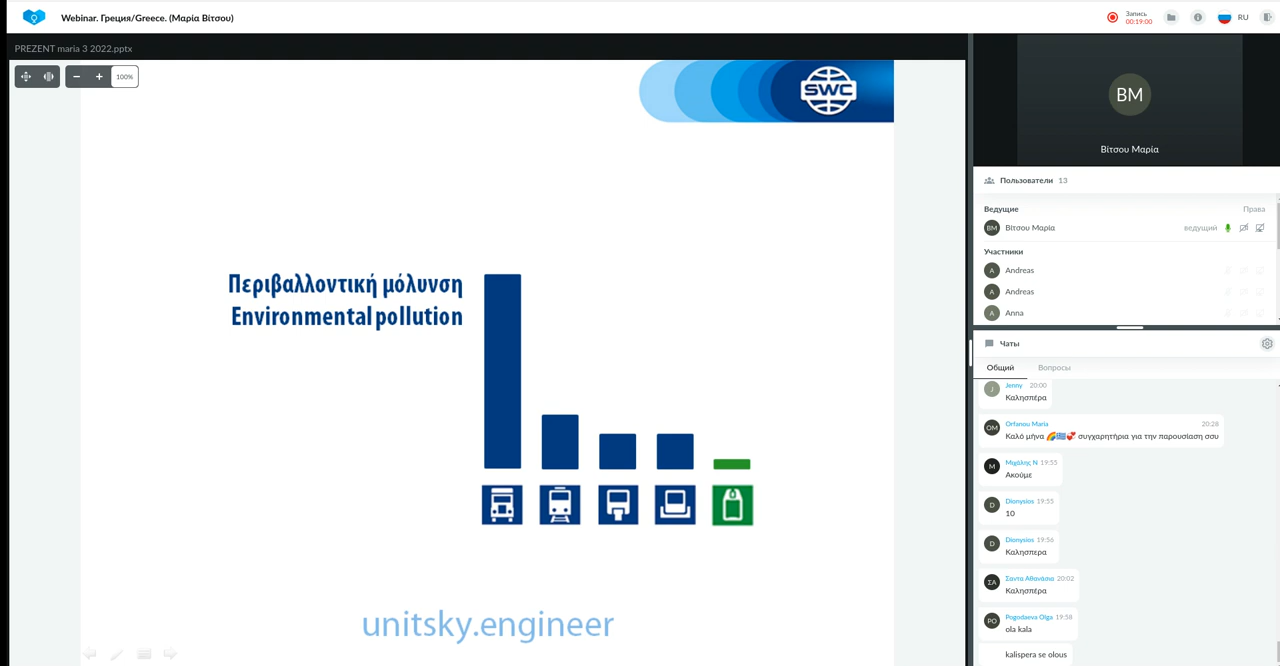 Webinar. Греция/Greece. (Μαρία Βίτσου)
Запись
00:19:00
RU
PREZENT maria 3 2022.pptx
100%
SWC
Περιβαλλοντική μόλυνση
Environmental pollution
unitsky.engineer
BM
Βίτσου Μαρία
Пользователи 13
Ведущие
Права
BM
Βίτσου Μαρία
ведущий
Участники
A
Andreas
A
Andreas
A
Anna
Чаты
Общий
Вопросы
J
Jenny 20:00
Καλησπέρα
OM
Orfanou Maria 20:26
Καλό μήνα 🌈🇬🇷💞 συγχαρητήρια για την παρουσίαση σου
M
Μιχάλης Ν 19:55
Ακούμε
D
Dionysios 19:55
10
D
Dionysios 19:56
Καλησπερα
ΣΑ
Σαντα Αθανάσια 20:02
Καλησπέρα
PO
Pogodaeva Olga 19:58
ola kala
kalispera se olous